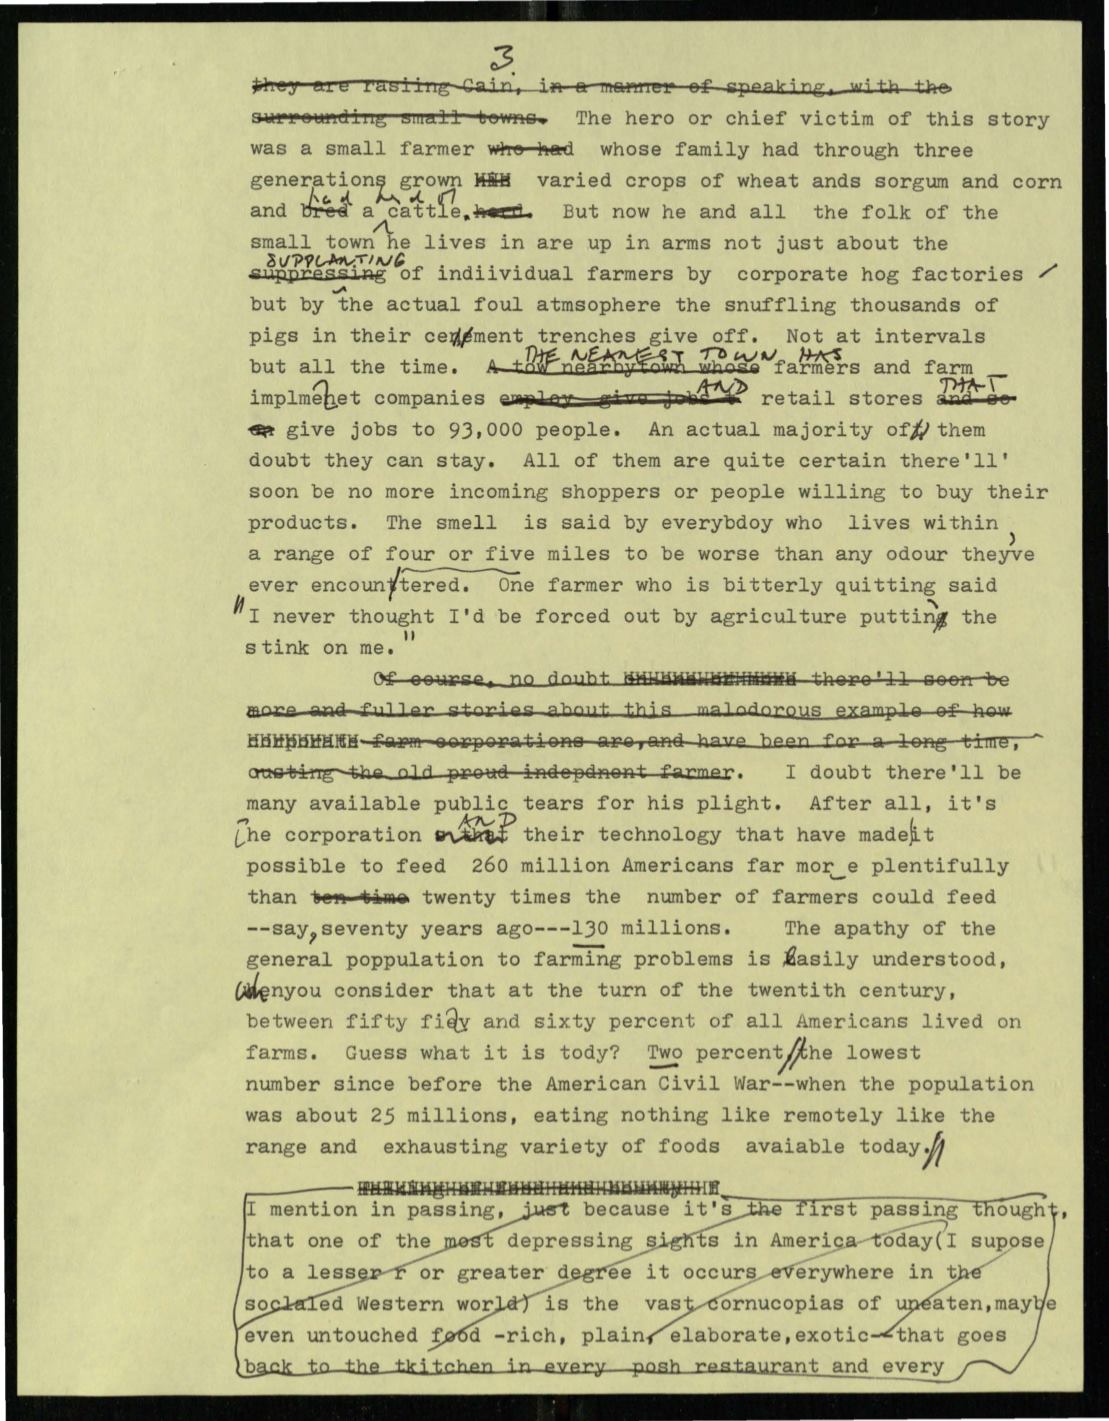 3.
they are rasiing Cain, in a manner of speaking, with the
surrounding small towns. The hero or chief victim of this story
was a small farmer who had whose family had through three
generations grown varied crops of wheat ands sorgum and corn
had herd of
and bred a cattle. herd. But now he and all the folk of the
small town he lives in are up in arms not just about the
SUPPLANTING
suppressing of indiividual farmers by corporate hog factories
but by the actual foul atmsophere the snuffling thousands of
pigs in their cement trenches give off. Not at intervals
THE NEAREST TOWN HAS
but all the time. A tow nearbytown whose farmers and farm
AND THAT
implmenet companies employ give jobs t retail stores and so
on give jobs to 93,000 people. An actual majority of them
doubt they can stay. All of them are quite certain there'll'
soon be no more incoming shoppers or people willing to buy their
products. The smell is said by everybdoy who lives within
a range of four or five miles to be worse than any odour they've
ever encountered. One farmer who is bitterly quitting said
"I never thought I'd be forced out by agriculture putting the
stink on me."
Of course, no doubt there'll soon be
more and fuller stories about this malodorous example of how
corporate farm corporations are,and have been for a long time,
ousting the old proud indepdnent farmer. I doubt there'll be
many available public tears for his plight. After all, it's
AND
the corporation their technology that have made it
possible to feed 260 million Americans far mor e plentifully
than ten time twenty times the number of farmers could feed
--say, seventy years ago---130 millions. The apathy of the
general poppulation to farming problems is easily understood,
whenyou consider that at the turn of the twentith century,
between fifty and sixty percent of all Americans lived on
farms. Guess what it is tody? Two percent, the lowest
number since before the American Civil War--when the population
was about 25 millions, eating nothing like remotely like the
range and exhausting variety of foods avaiable today.
I mention in passing, just because it's the first passing thought,
that one of the most depressing sights in America today(I supose
to a lesser r or greater degree it occurs everywhere in the
soclaled Western world) is the vast cornucopias of uneaten,maybe
even untouched food -rich, plain, elaborate,exotic--that goes
back to the tkitchen in every posh restaurant and every